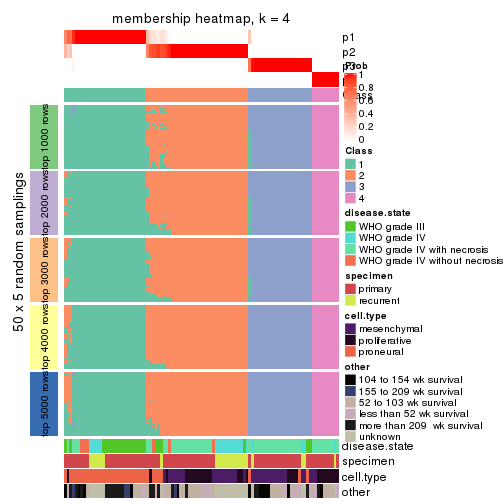 membership heatmap, k = 4
p1
p2
p3
Prob
1
0.8
0.6
0.4
0.2
0
Class
Class
1
2
3
4
disease.state
WHO grade III
WHO grade IV
WHO grade IV with necrosis
WHO grade IV without necrosis
specimen
primary
recurrent
cell.type
mesenchymal
proliferative
proneural
other
104 to 154 wk survival
155 to 209 wk survival
52 to 103 wk survival
less than 52 wk survival
more than 209 wk survival
unknown
50 x 5 random samplings
top 1000 rows
top 2000 rows
top 3000 rows
top 4000 rows
top 5000 rows
disease.state
specimen
cell.type
other